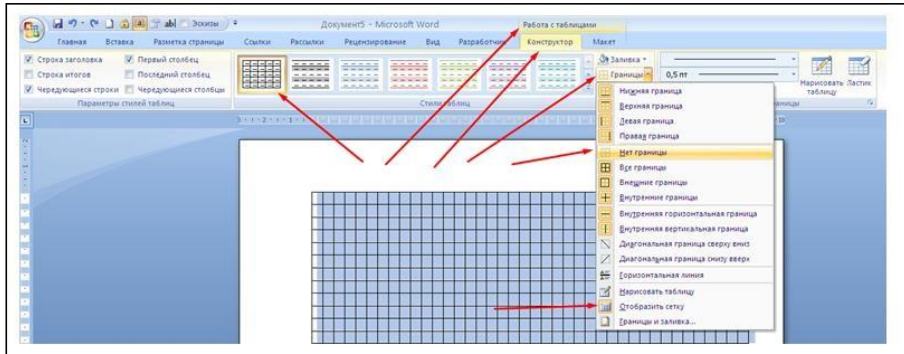 abl Эскизы
Документ5 - Microsoft Word
Работа с таблицами
Главная Вставка Разметка страницы Ссылки Рассылки Рецензирование Вид Разработчик Конструктор Макет
Строка заголовка Первый столбец
Строка итогов Последний столбец
Чередующиеся строки Чередующиеся столбцы
Параметры стилей таблиц
Стили таблиц
Заливка
Границы
0,5 пт
Нарисовать таблицу
Ластик
Нижняя граница
Верхняя граница
Левая граница
Правая граница
Нет границы
Все границы
Внешние границы
Внутренние границы
Внутренняя горизонтальная граница
Внутренняя вертикальная граница
Диагональная граница сверху вниз
Диагональная граница снизу вверх
Горизонтальная линия
Нарисовать таблицу
Отобразить сетку
Границы и заливка...